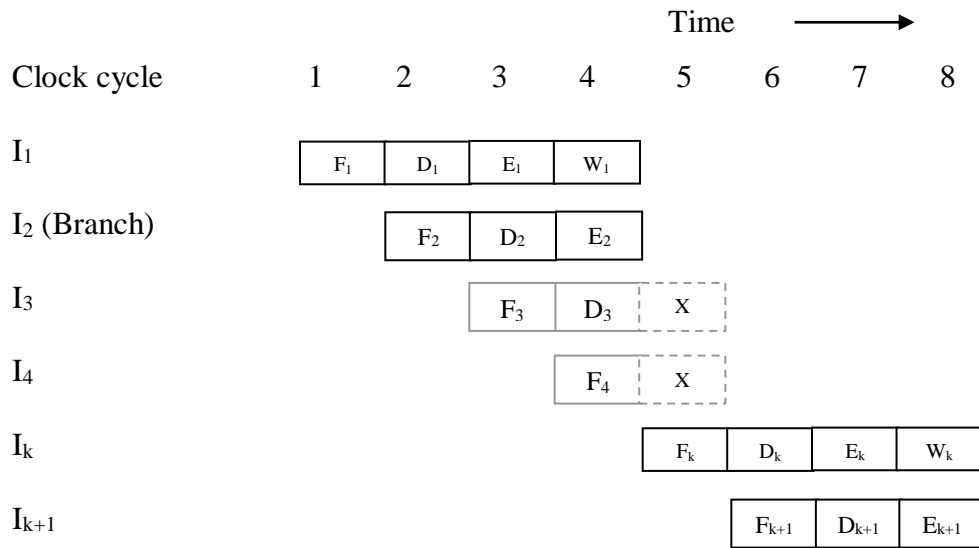 Time
Clock cycle 1 2 3 4 5 6 7 8
I₁ F₁ D₁ E₁ W₁
I₂ (Branch) F₂ D₂ E₂
I₃ F₃ D₃ X
I₄ F₄ X
Iₖ Fₖ Dₖ Eₖ Wₖ
Iₖ₊₁ Fₖ₊₁ Dₖ₊₁ Eₖ₊₁